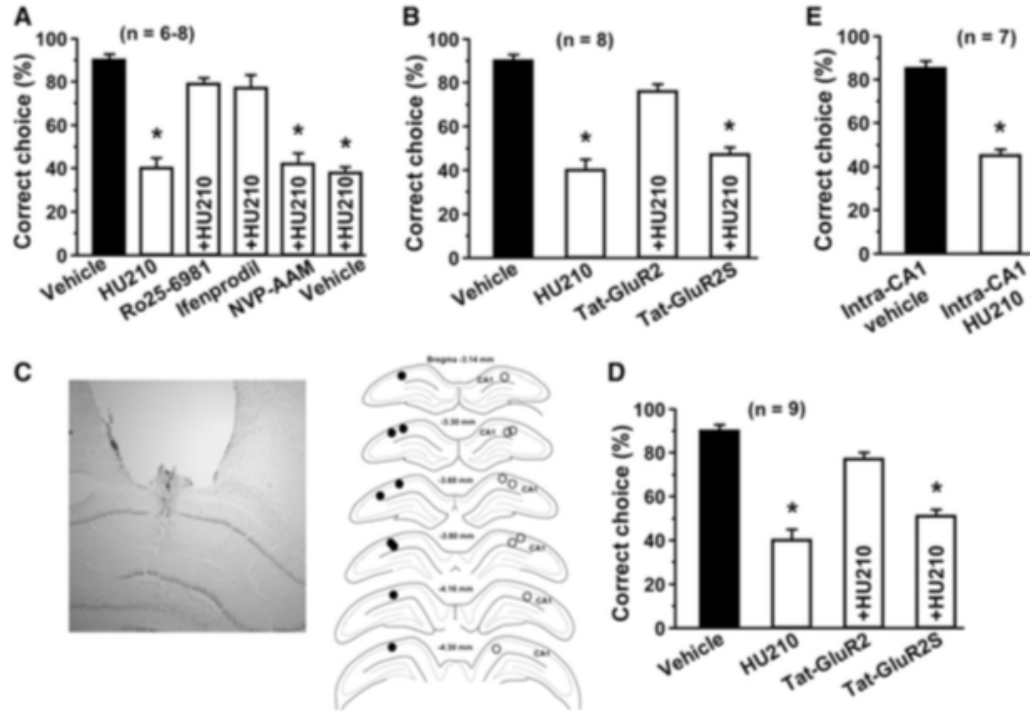 A
(n = 6-8)
Correct choice (%)
100
80
60
40
20
0
*
*
*
+HU210
+HU210
+HU210
+HU210
Vehicle
HU210
Ro25-6981
Ifenprodil
NVP-AAM
Vehicle
B
(n = 8)
Correct choice (%)
100
80
60
40
20
0
*
*
+HU210
+HU210
Vehicle
HU210
Tat-GluR2
Tat-GluR2S
E
(n = 7)
Correct choice (%)
100
80
60
40
20
0
*
Intra-CA1
vehicle
Intra-CA1
HU210
C
Bregma -3.14 mm
CA1
-3.30 mm
CA1
-3.60 mm
CA1
-3.80 mm
CA1
-4.16 mm
CA1
-4.30 mm
CA1
D
(n = 9)
Correct choice (%)
100
80
60
40
20
0
*
*
+HU210
+HU210
Vehicle
HU210
Tat-GluR2
Tat-GluR2S